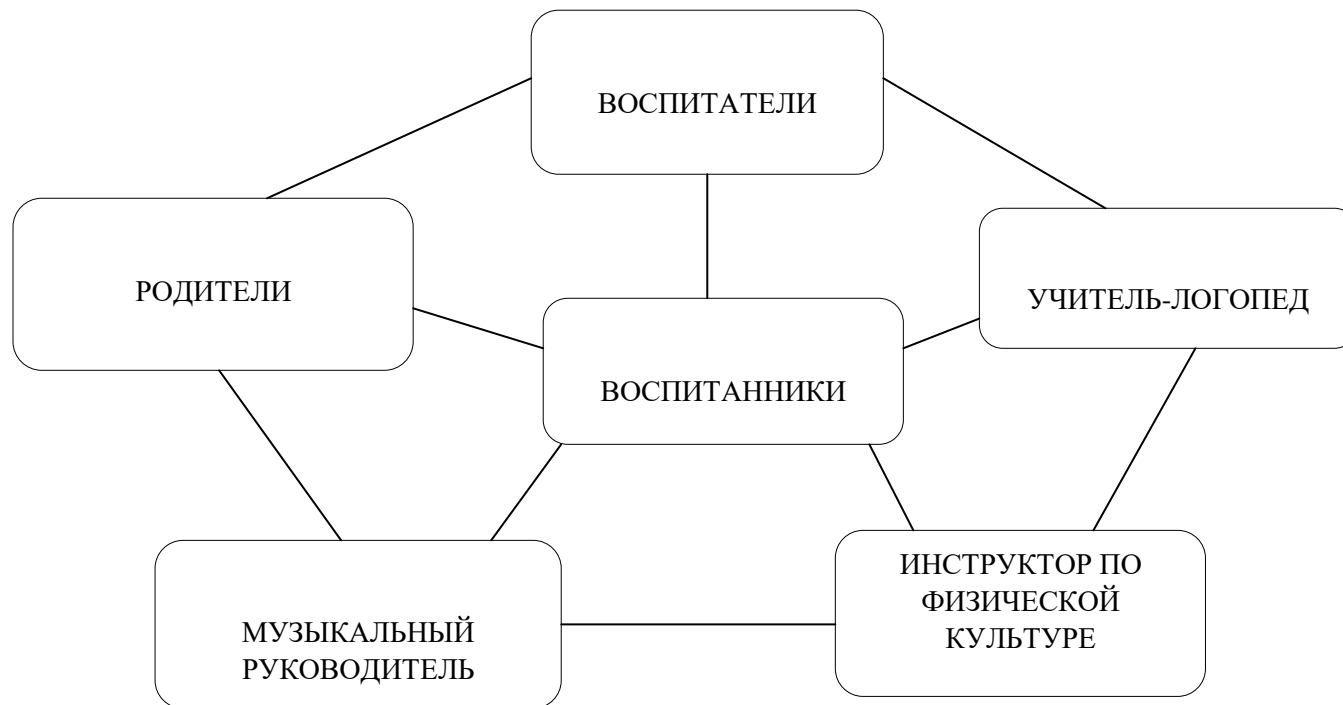 ВОСПИТАТЕЛИ
РОДИТЕЛИ
УЧИТЕЛЬ-ЛОГОПЕД
ВОСПИТАННИКИ
МУЗЫКАЛЬНЫЙ
РУКОВОДИТЕЛЬ
ИНСТРУКТОР ПО
ФИЗИЧЕСКОЙ
КУЛЬТУРЕ